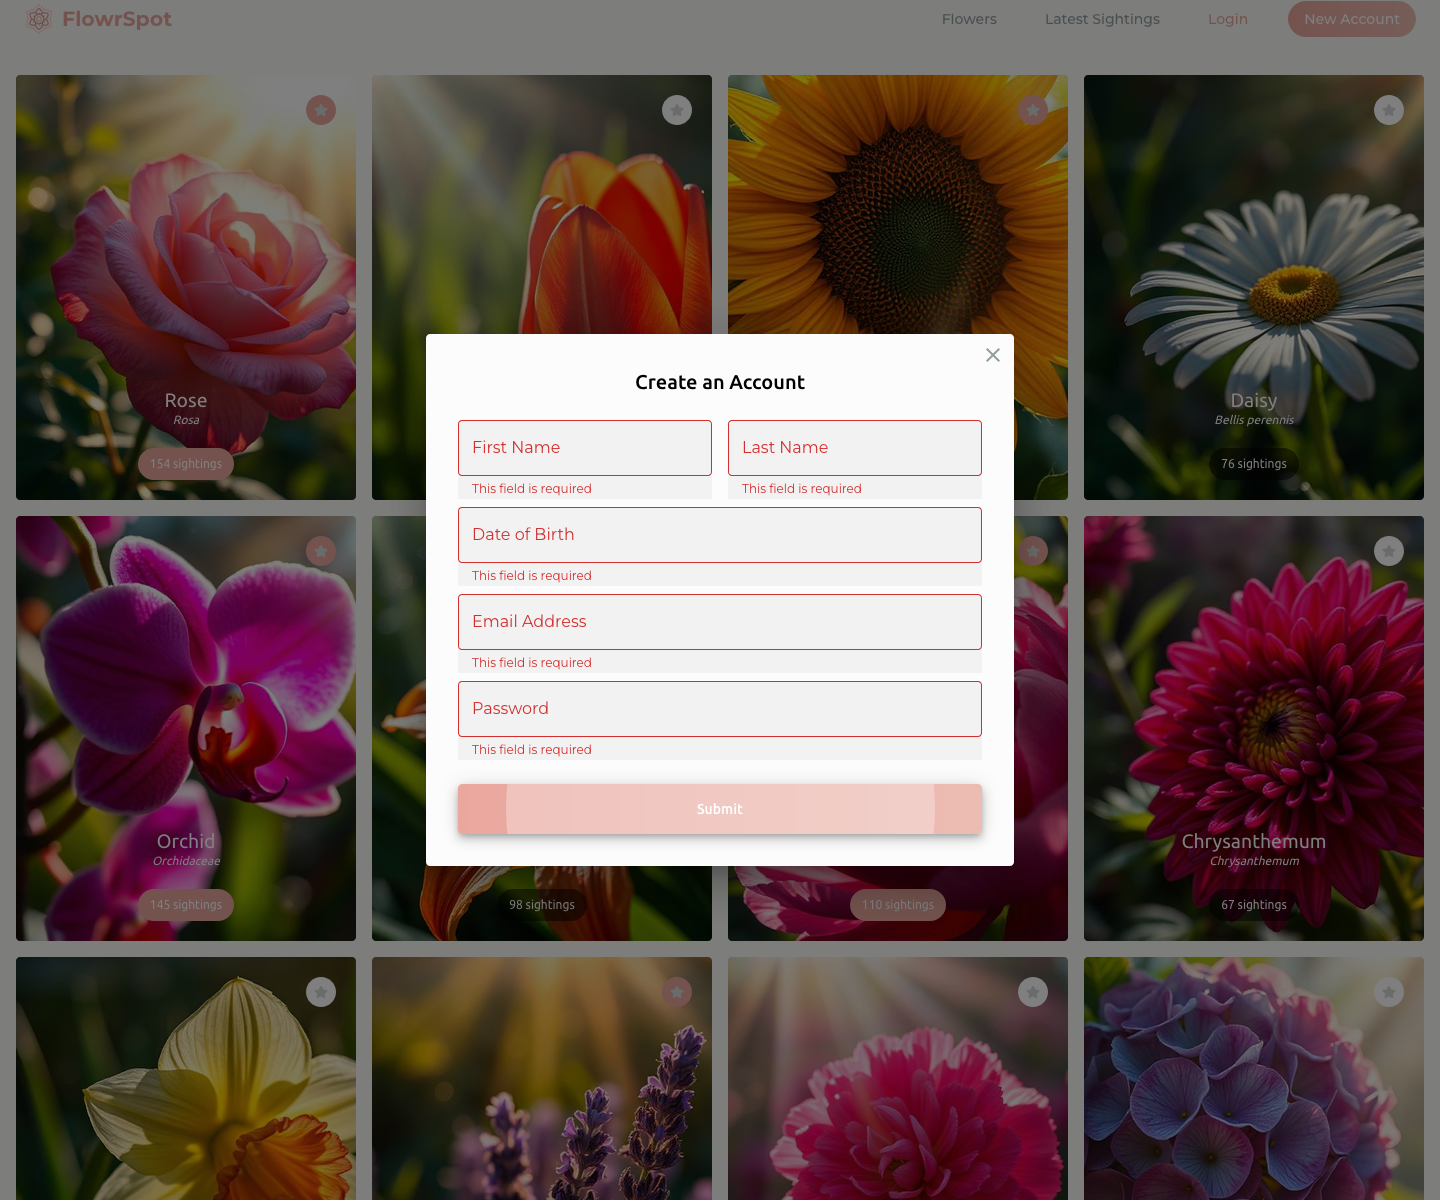 FlowrSpot
Flowers
Latest Sightings
Login
New Account
Rose
Rosa
154 sightings
Daisy
Bellis perennis
76 sightings
Create an Account
First Name
This field is required
Last Name
This field is required
Date of Birth
This field is required
Email Address
This field is required
Password
This field is required
Submit
Orchid
Orchidaceae
145 sightings
98 sightings
110 sightings
Chrysanthemum
Chrysanthemum
67 sightings